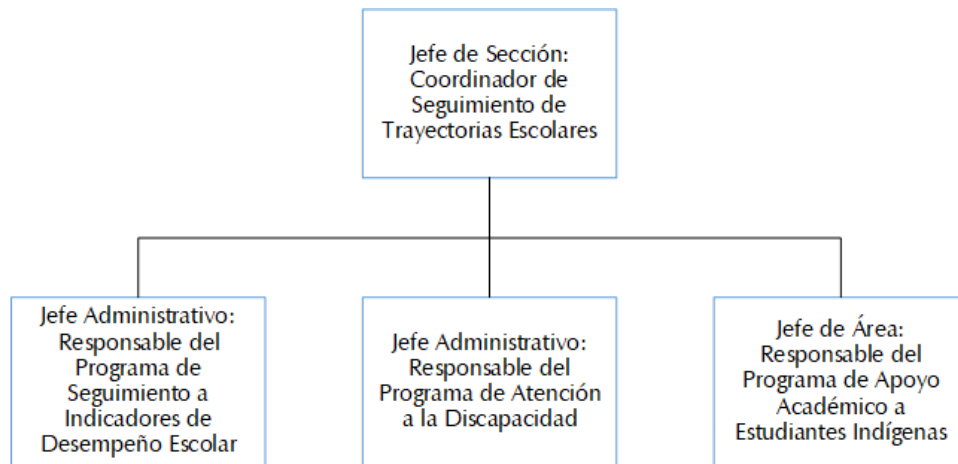 Jefe de Sección:
Coordinador de
Seguimiento de
Trayectorias Escolares
Jefe Administrativo:
Responsable del
Programa de
Seguimiento a
Indicadores de
Desempeño Escolar
Jefe Administrativo:
Responsable del
Programa de Atención
a la Discapacidad
Jefe de Área:
Responsable del
Programa de Apoyo
Académico a
Estudiantes Indígenas